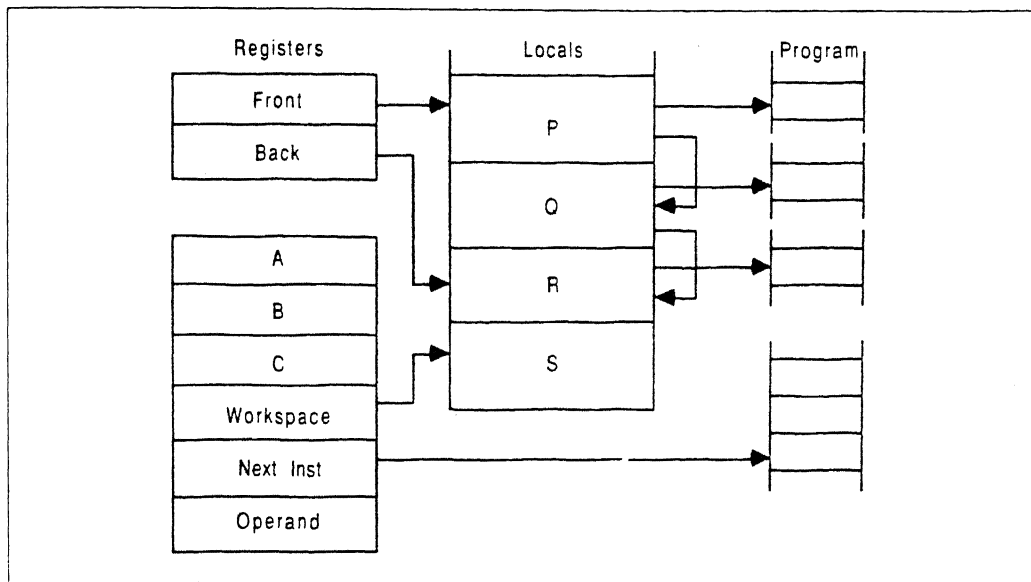 Registers
Locals
Program
Front
Back
P
Q
R
S
A
B
C
Workspace
Next Inst
Operand